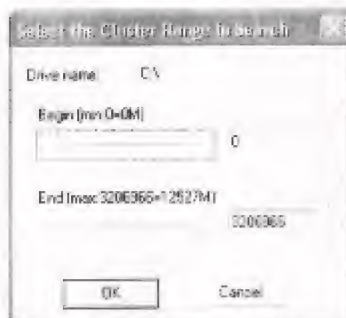 Select the Cluster Range to Search
Drive name: C:\
Begin (min 0=0M)
0
End (max 3206966=12527M)
3206966
OK Cancel